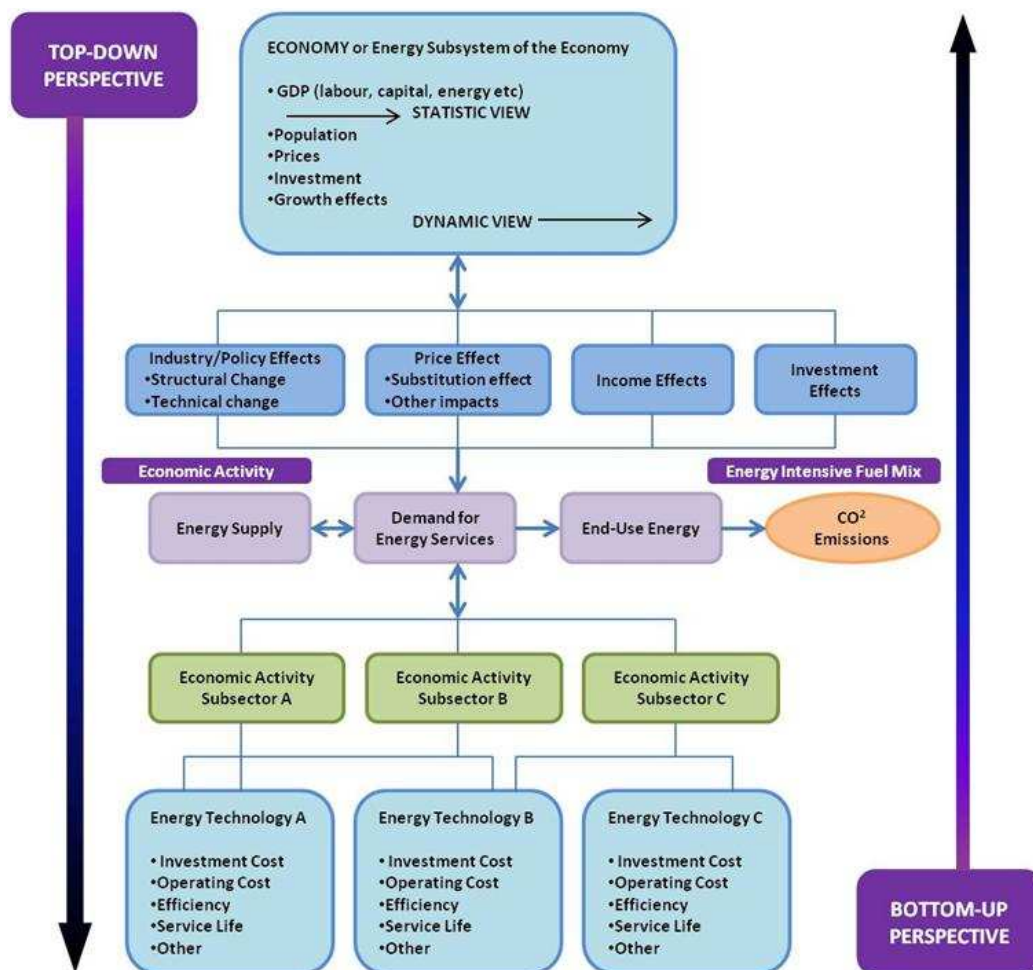 TOP-DOWN
PERSPECTIVE
ECONOMY or Energy Subsystem of the Economy
• GDP (labour, capital, energy etc)
STATISTIC VIEW
•Population
•Prices
•Investment
•Growth effects
DYNAMIC VIEW
Industry/Policy Effects
•Structural Change
•Technical change
Price Effect
•Substitution effect
•Other impacts
Income Effects
Investment
Effects
Economic Activity
Energy Intensive Fuel Mix
Energy Supply
Demand for
Energy Services
End-Use Energy
CO²
Emissions
Economic Activity
Subsector A
Economic Activity
Subsector B
Economic Activity
Subsector C
Energy Technology A
• Investment Cost
•Operating Cost
•Efficiency
•Service Life
•Other
Energy Technology B
• Investment Cost
•Operating Cost
•Efficiency
•Service Life
•Other
Energy Technology C
• Investment Cost
•Operating Cost
•Efficiency
•Service Life
•Other
BOTTOM-UP
PERSPECTIVE